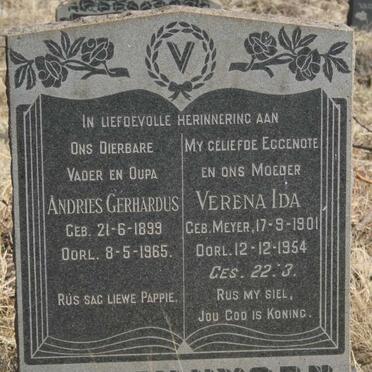 V
IN LIEFDEVOLLE HERINNERING AAN
ONS DIERBARE
VADER EN OUPA
ANDRIES GERHARDUS
GEB. 21-6-1899
OORL. 8-5-1965.
RUS SAG LIEWE PAPPIE.
MY GELIEFDE EGGENOTE
EN ONS MOEDER
VERENA IDA
GEB. MEYER, 17-9-1901
OORL. 12-12-1954
GES. 22:3.
RUS MY SIEL,
JOU GOD IS KONING.